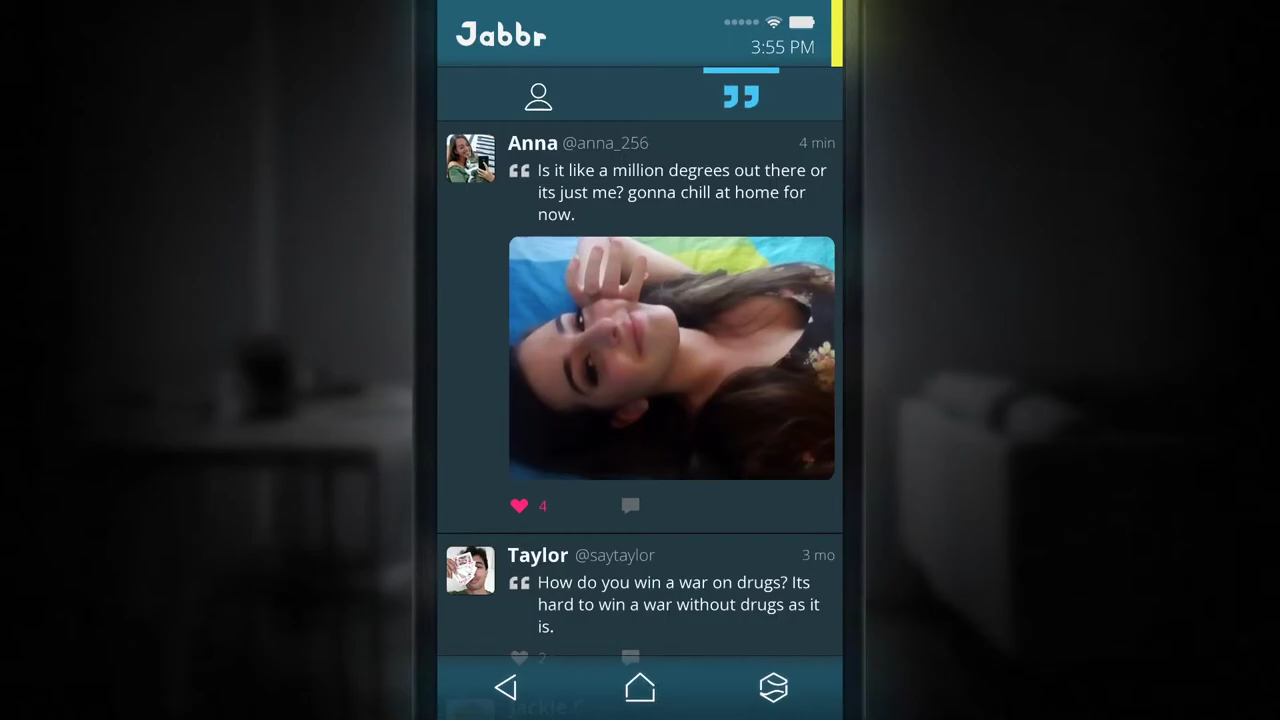 Jabbr
3:55 PM
Anna @anna_256 4 min
Is it like a million degrees out there or
its just me? gonna chill at home for
now.
4
Taylor @saytaylor 3 mo
How do you win a war on drugs? Its
hard to win a war without drugs as it
is.
2
Jackie C